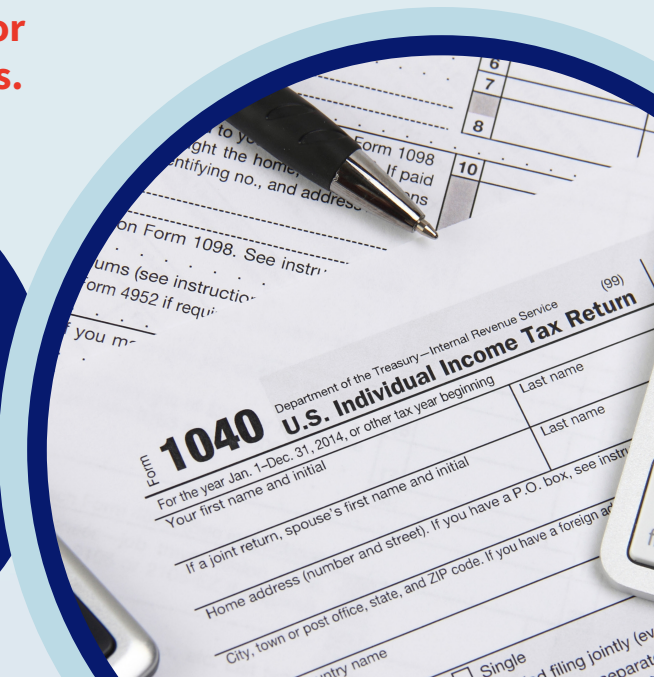 or
s.
6
7
8
10
to yo
Form 1098
ght the home,
If paid
entifying no., and address
ons
on Form 1098. See instru
ums (see instruction
orm 4952 if requi
f you m
Department of the Treasury—Internal Revenue Service
(99)
Form
1040
U.S. Individual Income Tax Return
For the year Jan. 1–Dec. 31, 2014, or other tax year beginning
Your first name and initial
Last name
If a joint return, spouse's first name and initial
Last name
Home address (number and street). If you have a P.O. box, see instru
City, town or post office, state, and ZIP code. If you have a foreign ad
ntry name
Single
d filing jointly (ev
separat
f